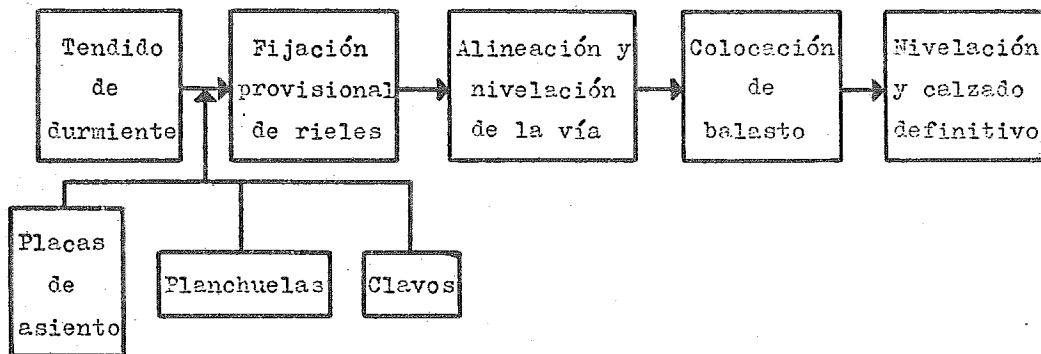 Tendido
de
durmiente
Fijación
provisional
de rieles
Alineación y
nivelación
de la vía
Colocación
de
balasto
Nivelación
y calzado
definitivo
Placas
de
asiento
Planchuelas
Clavos